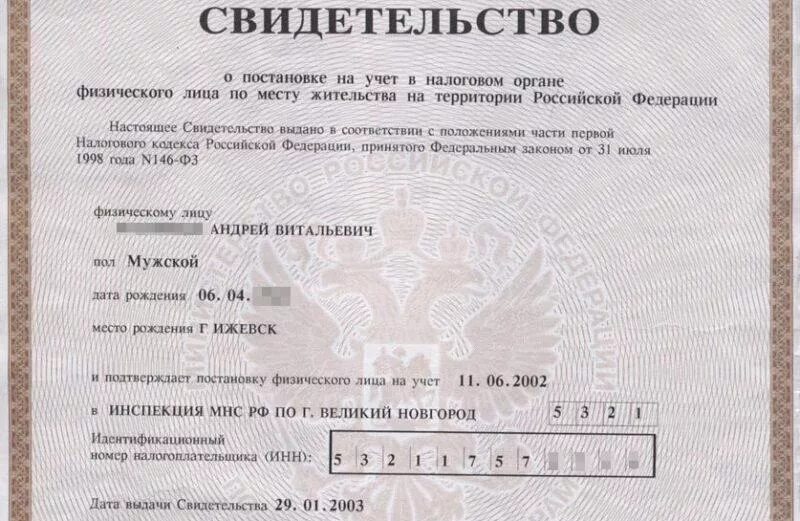 СВИДЕТЕЛЬСТВО
о постановке на учет в налоговом органе
физического лица по месту жительства на территории Российской Федерации
Настоящее Свидетельство выдано в соответствии с положениями части первой
Налогового кодекса Российской Федерации, принятого Федеральным законом от 31 июля
1998 года N146-ФЗ
физическому лицу
АНДРЕЙ ВИТАЛЬЕВИЧ
пол Мужской
дата рождения 06. 04.
место рождения Г ИЖЕВСК
и подтверждает постановку физического лица на учет 11. 06. 2002
в ИНСПЕКЦИЯ МНС РФ ПО Г. ВЕЛИКИЙ НОВГОРОД 5 3 2 1
Идентификационный
номер налогоплательщика (ИНН): 5 3 2 1 1 7 5 7
Дата выдачи Свидетельства 29. 01. 2003